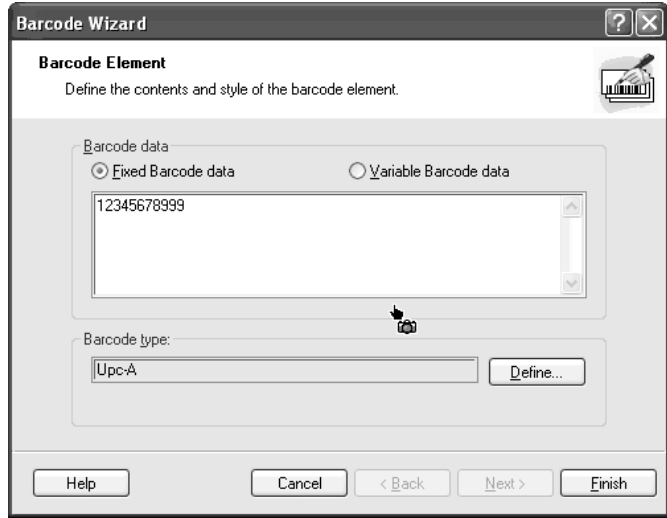 Barcode Wizard
Barcode Element
Define the contents and style of the barcode element.
Barcode data
Fixed Barcode data Variable Barcode data
12345678999
Barcode type:
Upc-A
Define...
Help Cancel < Back Next > Finish